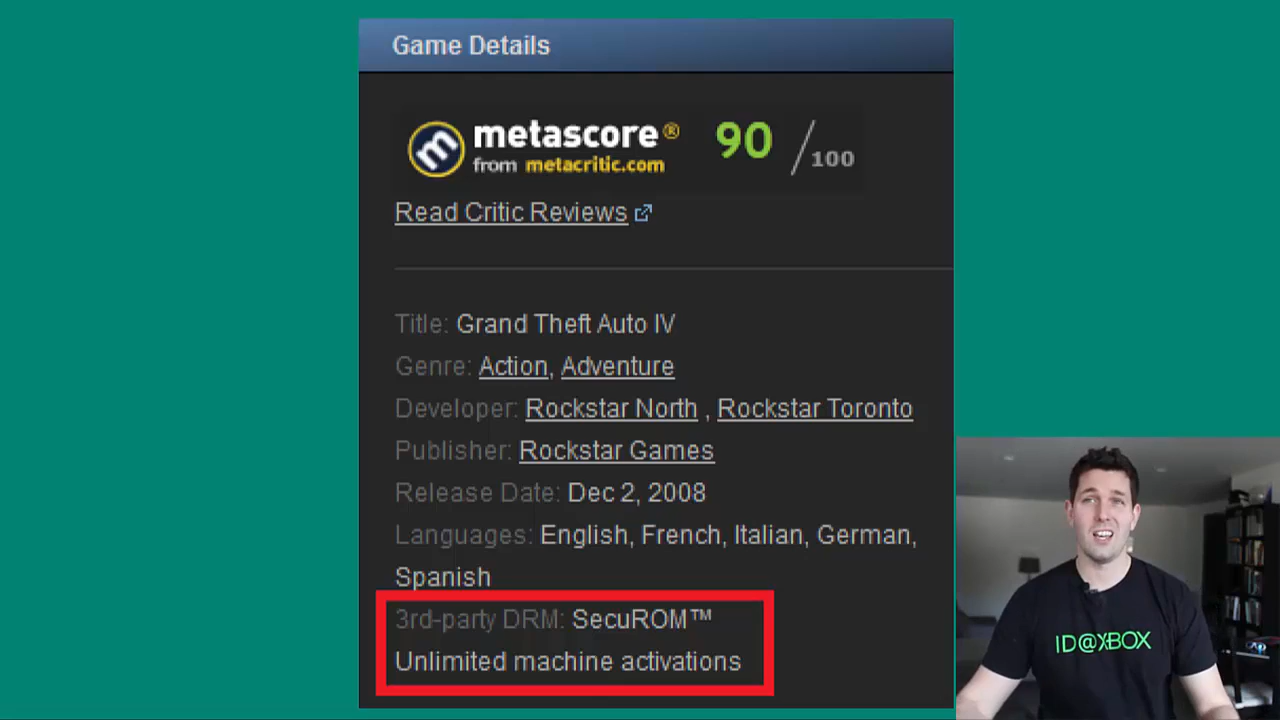 Game Details
metascore® 90 /100
from metacritic.com
Read Critic Reviews
Title: Grand Theft Auto IV
Genre: Action, Adventure
Developer: Rockstar North , Rockstar Toronto
Publisher: Rockstar Games
Release Date: Dec 2, 2008
Languages: English, French, Italian, German,
Spanish
3rd-party DRM: SecuROM™
Unlimited machine activations
ID@XBOX